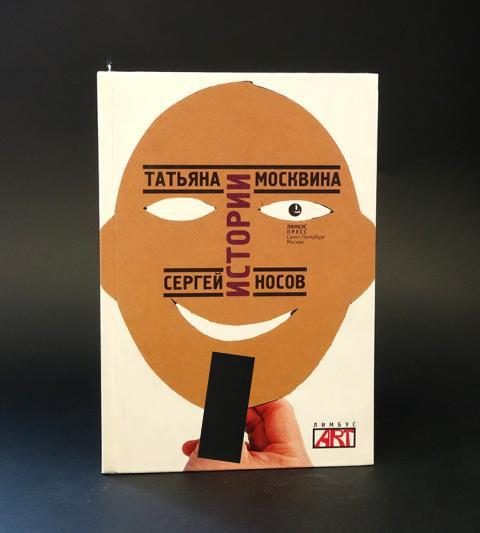 ТАТЬЯНА МОСКВИНА
ИСТОРИИ
ЛИМБУС
ПРЕСС
Санкт-Петербург
Москва
СЕРГЕЙ НОСОВ
ЛИМБУС
ART